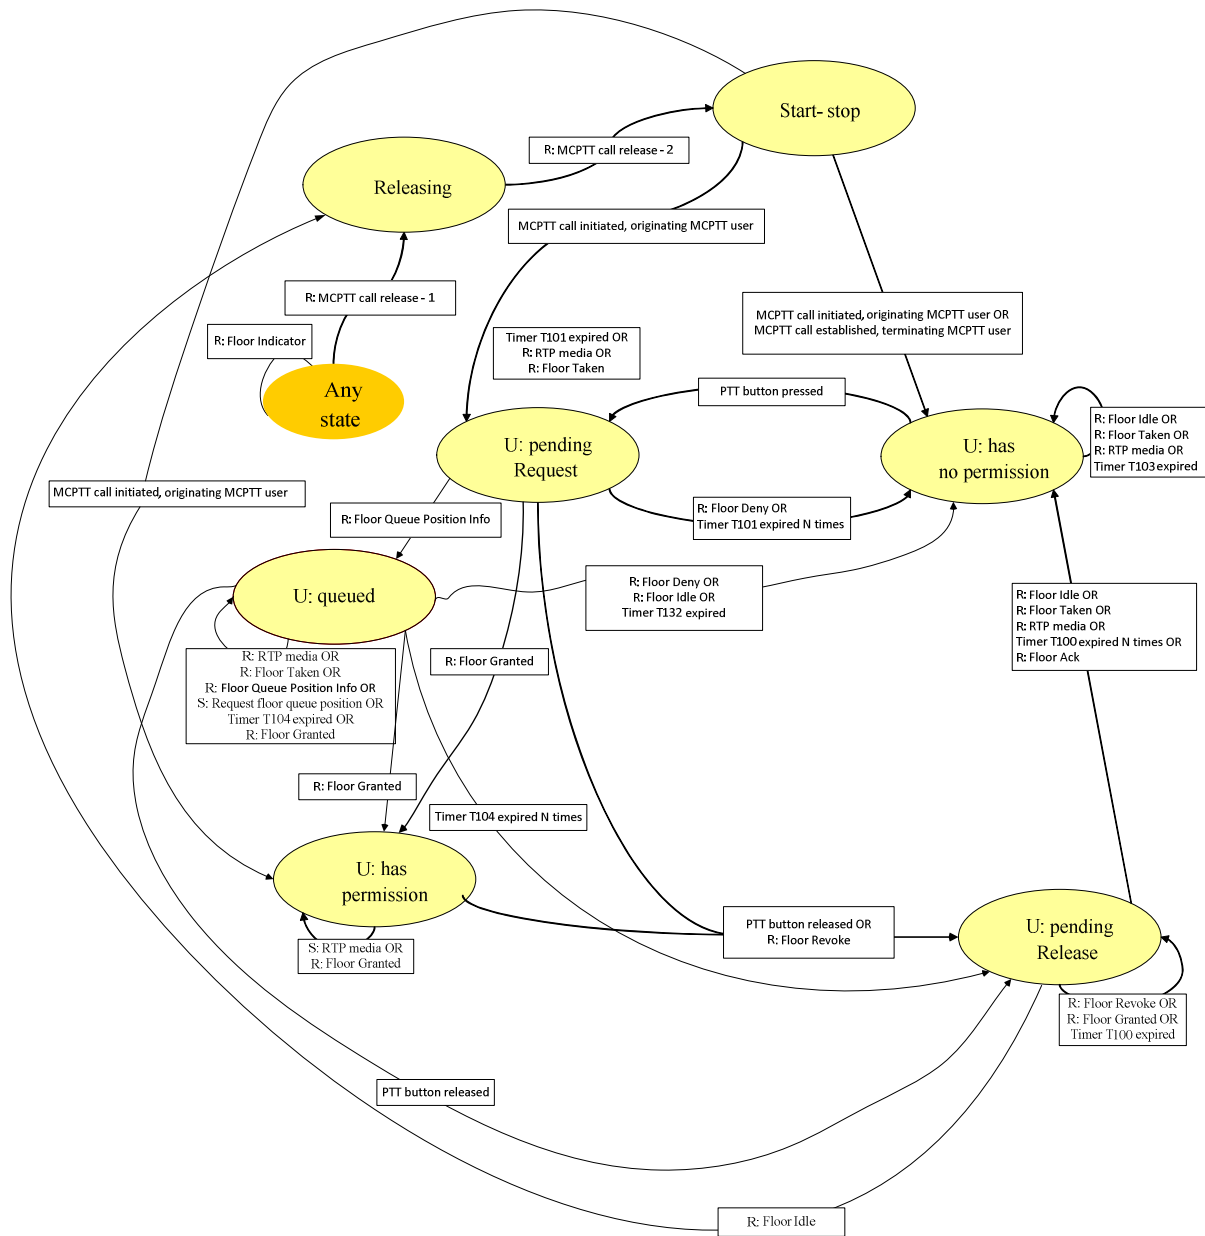 Start- stop
R: MCPTT call release - 2
Releasing
MCPTT call initiated, originating MCPTT user
R: MCPTT call release - 1
MCPTT call initiated, originating MCPTT user OR
MCPTT call established, terminating MCPTT user
R: Floor Indicator
Timer T101 expired OR
R: RTP media OR
R: Floor Taken
Any
state
PTT button pressed
U: pending
Request
U: has
no permission
R: Floor Idle OR
R: Floor Taken OR
R: RTP media OR
Timer T103 expired
MCPTT call initiated, originating MCPTT user
R: Floor Queue Position Info
R: Floor Deny OR
Timer T101 expired N times
U: queued
R: Floor Deny OR
R: Floor Idle OR
Timer T132 expired
R: Floor Idle OR
R: Floor Taken OR
R: RTP media OR
Timer T100 expired N times OR
R: Floor Ack
R: RTP media OR
R: Floor Taken OR
R: Floor Queue Position Info OR
S: Request floor queue position OR
Timer T104 expired OR
R: Floor Granted
R: Floor Granted
R: Floor Granted
Timer T104 expired N times
U: has
permission
S: RTP media OR
R: Floor Granted
PTT button released OR
R: Floor Revoke
U: pending
Release
R: Floor Revoke OR
R: Floor Granted OR
Timer T100 expired
PTT button released
R: Floor Idle